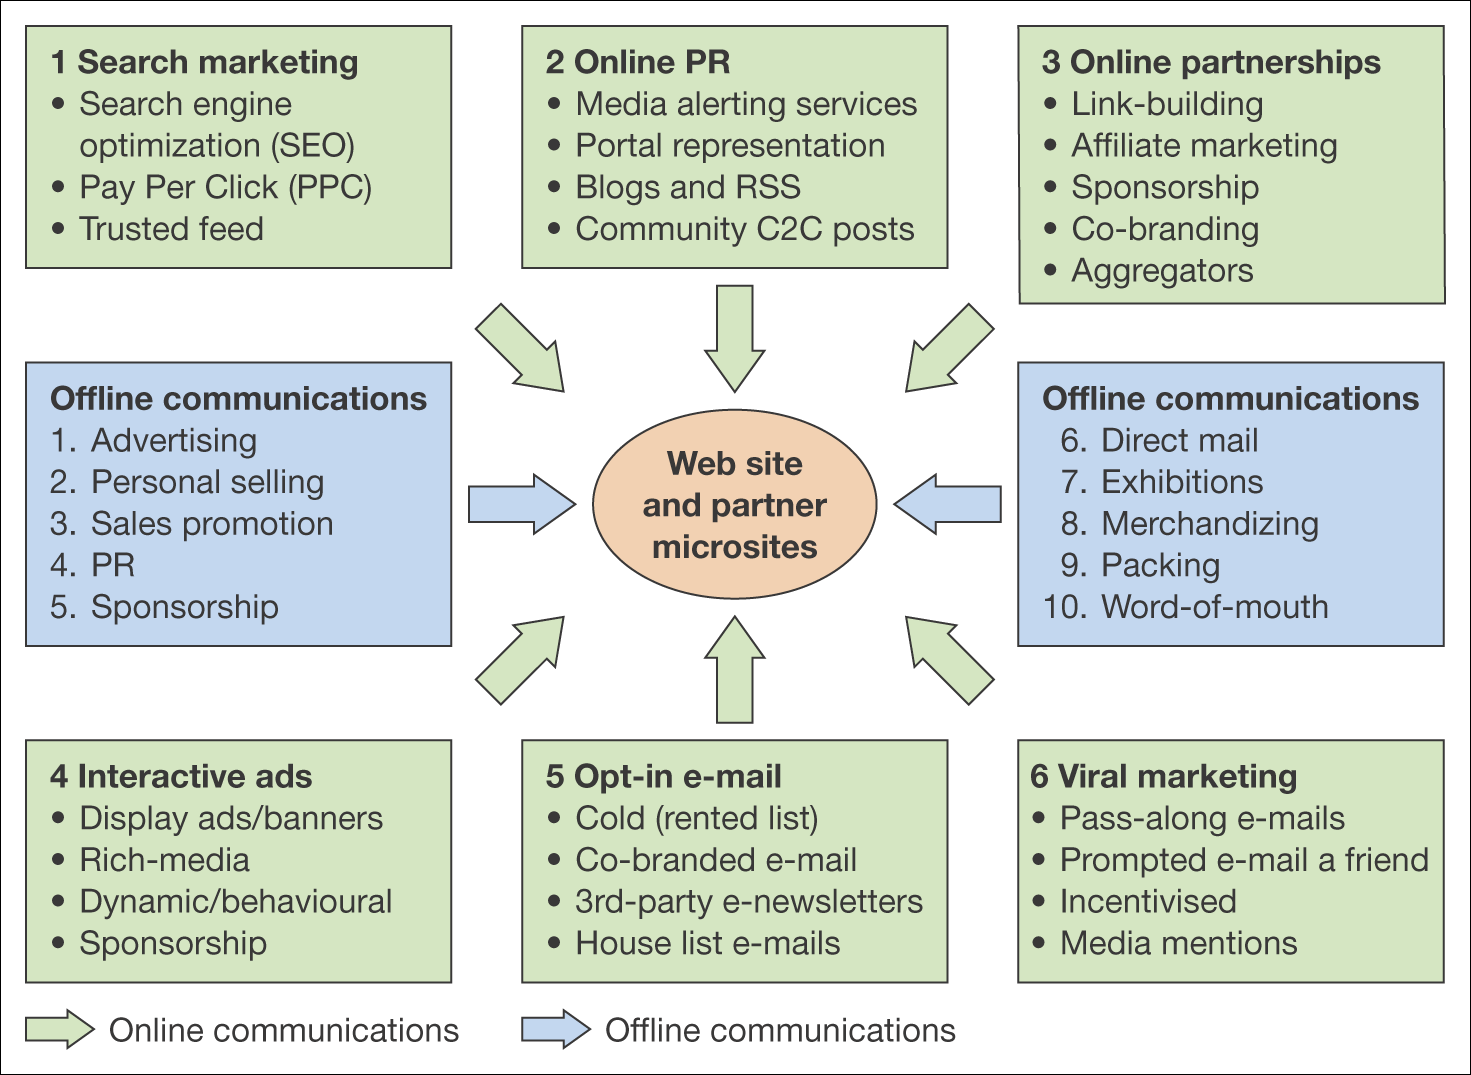 1 Search marketing
• Search engine
optimization (SEO)
• Pay Per Click (PPC)
• Trusted feed
2 Online PR
• Media alerting services
• Portal representation
• Blogs and RSS
• Community C2C posts
3 Online partnerships
• Link-building
• Affiliate marketing
• Sponsorship
• Co-branding
• Aggregators
Offline communications
1. Advertising
2. Personal selling
3. Sales promotion
4. PR
5. Sponsorship
Web site
and partner
microsites
Offline communications
6. Direct mail
7. Exhibitions
8. Merchandizing
9. Packing
10. Word-of-mouth
4 Interactive ads
• Display ads/banners
• Rich-media
• Dynamic/behavioural
• Sponsorship
5 Opt-in e-mail
• Cold (rented list)
• Co-branded e-mail
• 3rd-party e-newsletters
• House list e-mails
6 Viral marketing
• Pass-along e-mails
• Prompted e-mail a friend
• Incentivised
• Media mentions
Online communications
Offline communications